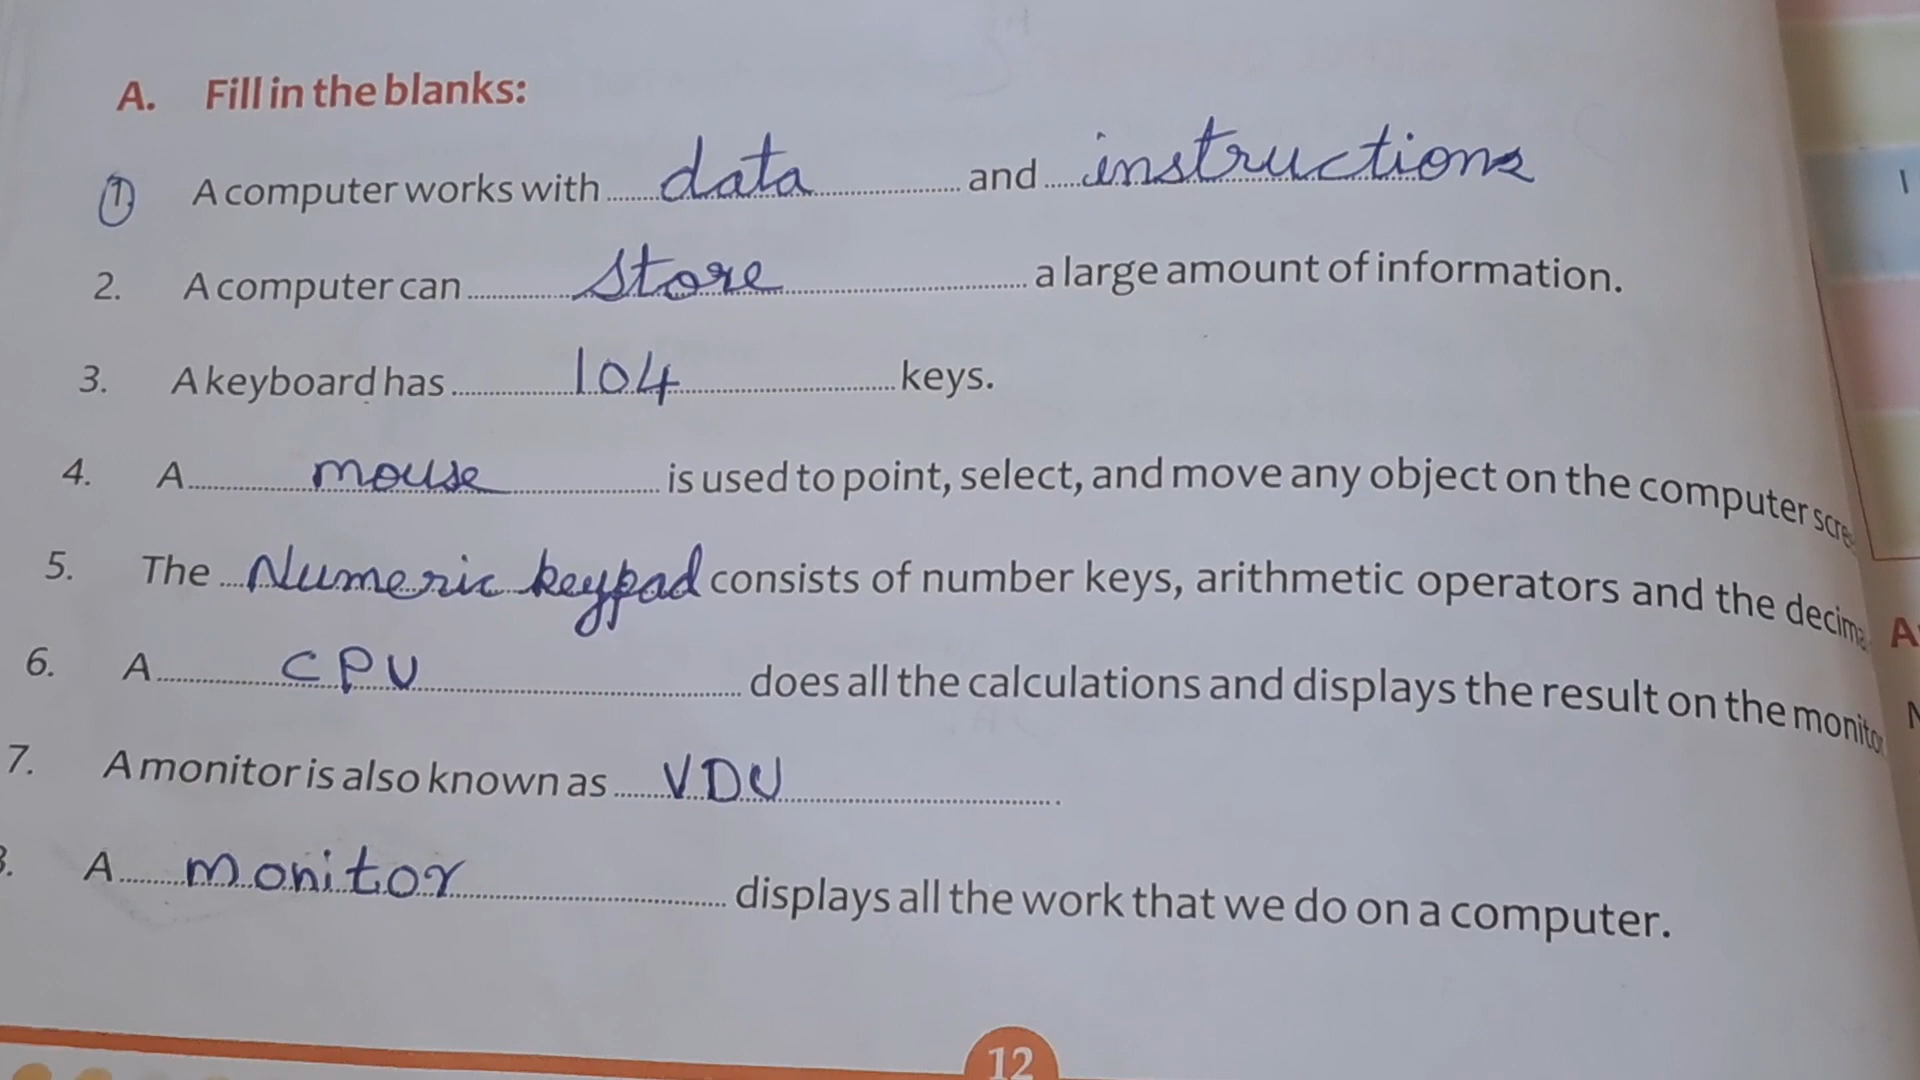 A. Fill in the blanks:
1 A computer works with data and instructions
2. A computer can store a large amount of information.
3. A keyboard has 104 keys.
4. A mouse is used to point, select, and move any object on the computer
5. The Numeric keypad consists of number keys, arithmetic operators and the
6. A CPU does all the calculations and displays the result on the
7. A monitor is also known as VDU.
A monitor displays all the work that we do on a computer.
12